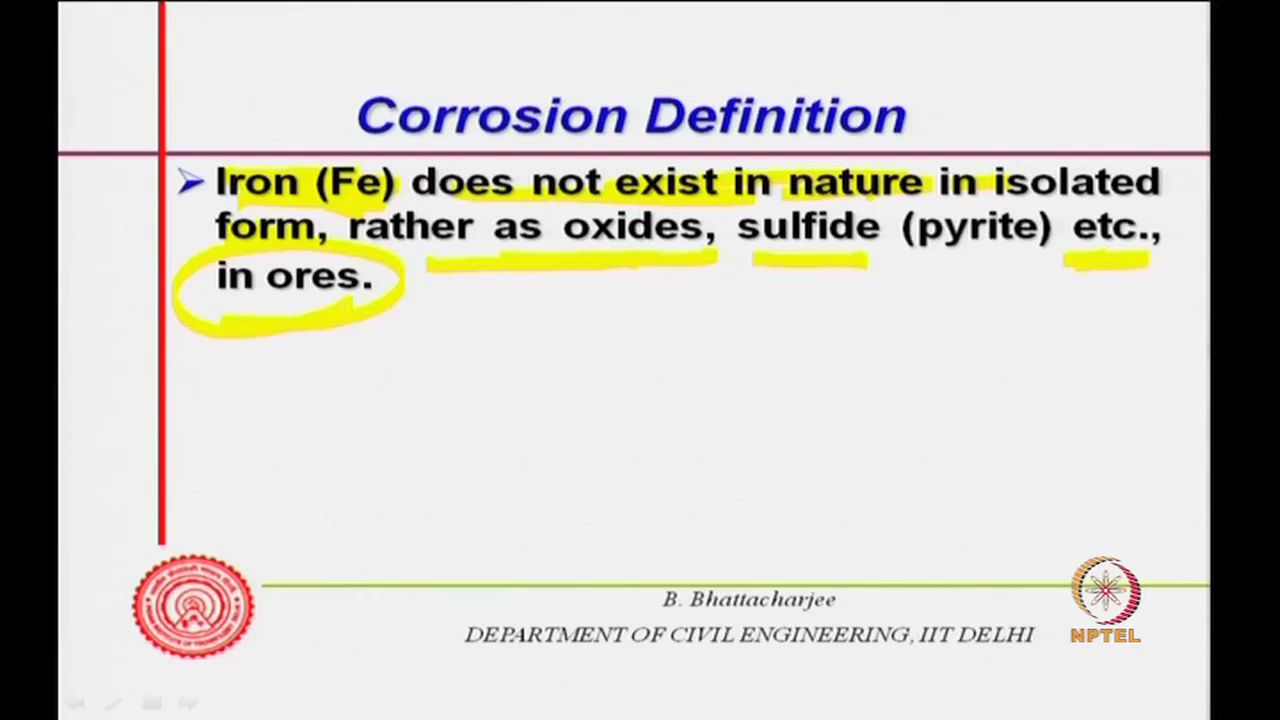 Corrosion Definition
Iron (Fe) does not exist in nature in isolated
form, rather as oxides, sulfide (pyrite) etc.,
in ores.
B. Bhattacharjee
DEPARTMENT OF CIVIL ENGINEERING, IIT DELHI
NPTEL